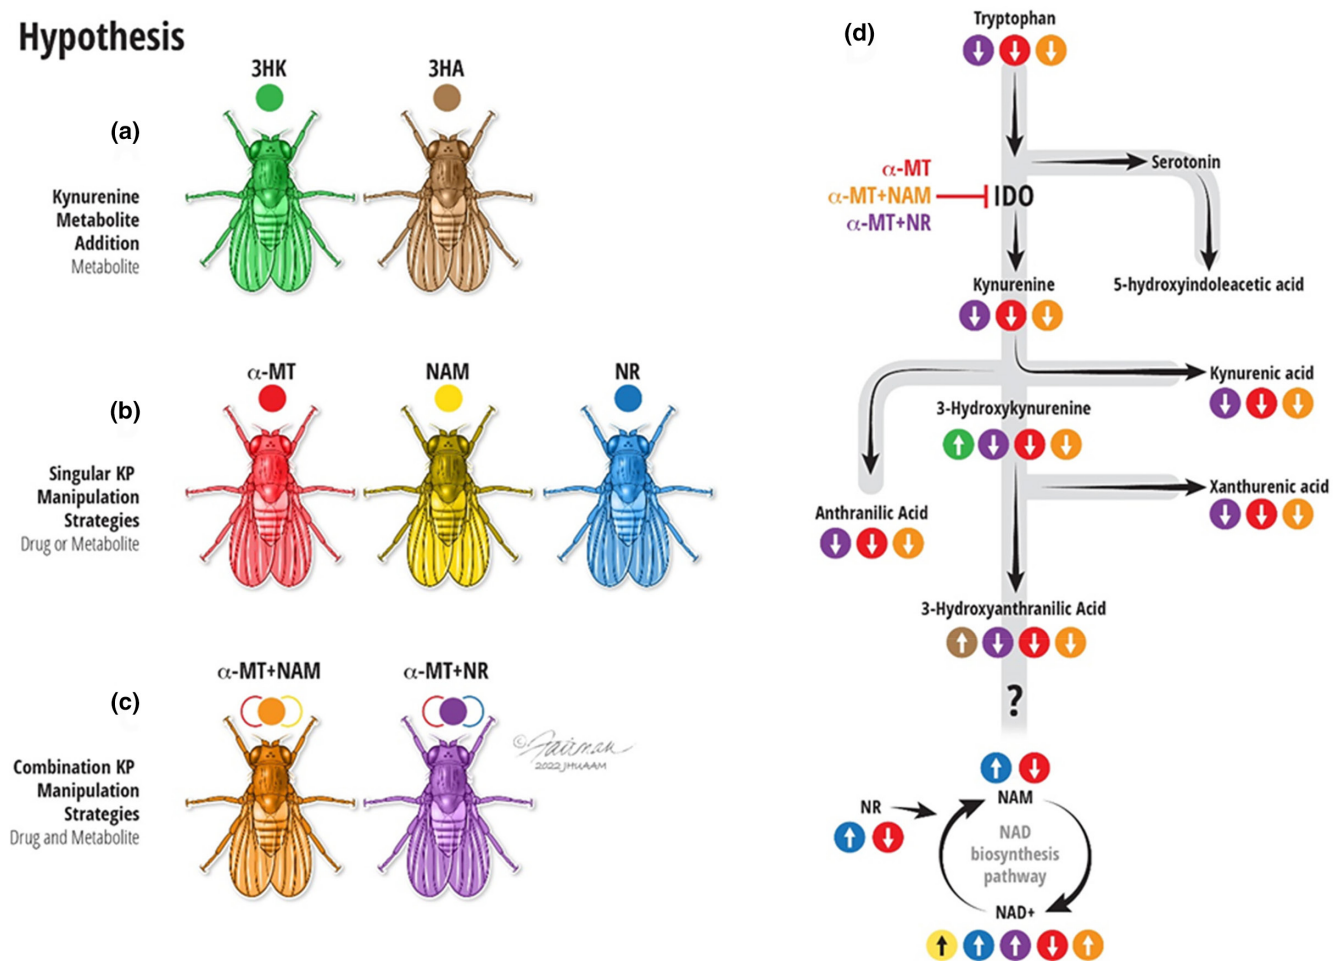 Hypothesis
3HK
3HA
(a)
Kynurenine
Metabolite
Addition
Metabolite
α-MT
NAM
NR
(b)
Singular KP
Manipulation
Strategies
Drug or Metabolite
α-MT+NAM
α-MT+NR
(c)
Combination KP
Manipulation
Strategies
Drug and Metabolite
©
2022 JHUAAM
(d)
Tryptophan
Serotonin
α-MT
α-MT+NAM
α-MT+NR
IDO
Kynurenine
5-hydroxyindoleacetic acid
Kynurenic acid
3-Hydroxykynurenine
Xanthurenic acid
Anthranilic Acid
3-Hydroxyanthranilic Acid
?
NAM
NR
NAD
biosynthesis
pathway
NAD+